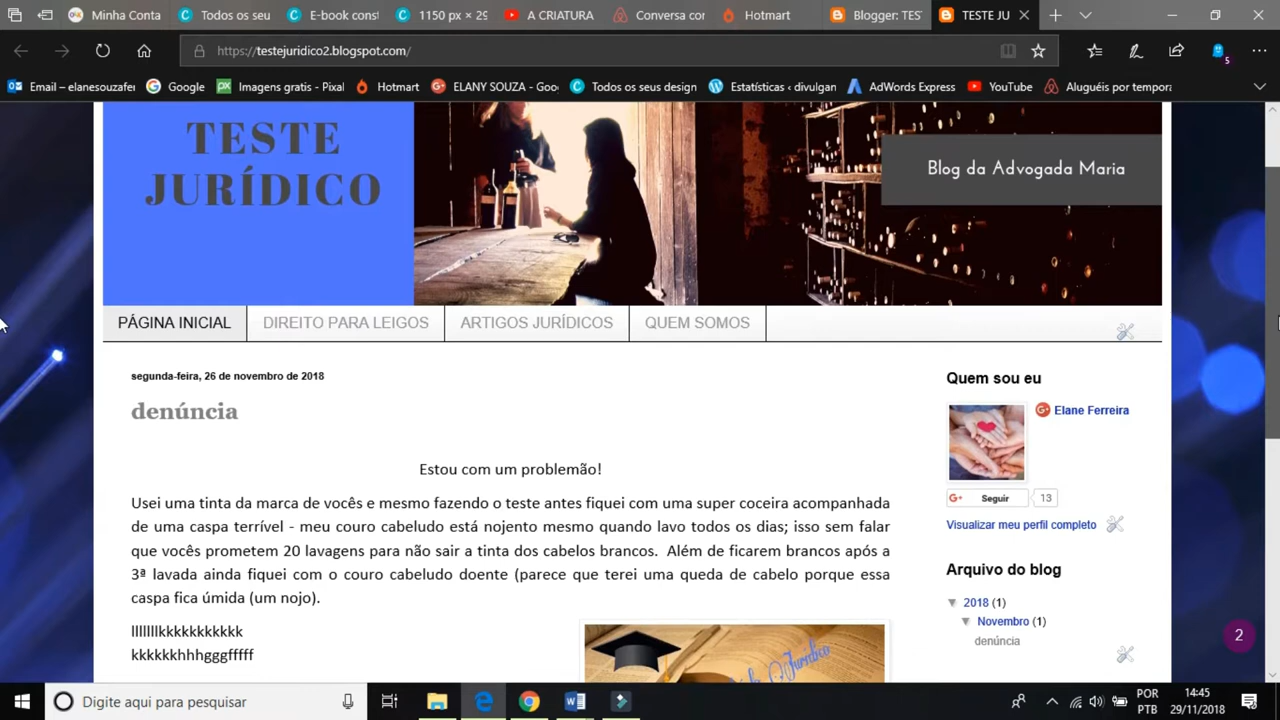 Minha Conta
Todos os seu
E-book const
1150 px × 29
A CRIATURA
Conversa cor
Hotmart
Blogger: TES
TESTE JU
https://testejuridico2.blogspot.com/
5
Email – elanesouzafer
Google
Imagens gratis - Pixal
Hotmart
ELANY SOUZA - Goo
Todos os seus design
Estatísticas ‹ divulgan
AdWords Express
YouTube
Aluguéis por tempora
TESTE
JURÍDICO
Blog da Advogada Maria
PÁGINA INICIAL
DIREITO PARA LEIGOS
ARTIGOS JURÍDICOS
QUEM SOMOS
segunda-feira, 26 de novembro de 2018
denúncia
Estou com um problemão!
Usei uma tinta da marca de vocês e mesmo fazendo o teste antes fiquei com uma super coceira acompanhada
de uma caspa terrível - meu couro cabeludo está nojento mesmo quando lavo todos os dias; isso sem falar
que vocês prometem 20 lavagens para não sair a tinta dos cabelos brancos.  Além de ficarem brancos após a
3ª lavada ainda fiquei com o couro cabeludo doente (parece que terei uma queda de cabelo porque essa
caspa fica úmida (um nojo).
lllllllkkkkkkkkkkk
kkkkkkhhhgggfffff
Jurídico
Quem sou eu
Elane Ferreira
G+ Seguir 13
Visualizar meu perfil completo
Arquivo do blog
▼ 2018 (1)
▼ Novembro (1)
denúncia
2
Digite aqui para pesquisar
POR
PTB
14:45
29/11/2018